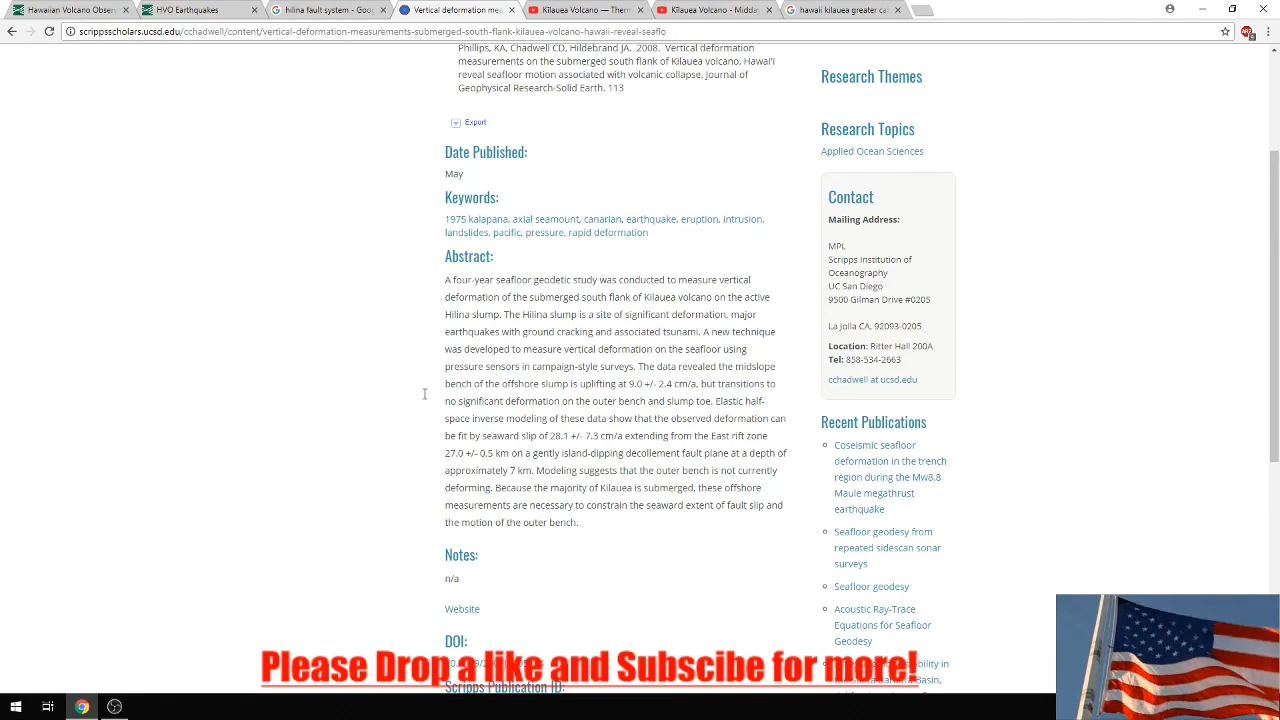 Hawaiian Volcano Obser
HVO Earthquakes
hilina fault system - Goo
Vertical deformation mea
Kīlauea Volcano — Therm
Kīlauea Volcano - Midday
hawaii kilauea greater cal
scrippsscholars.ucsd.edu/cchadwell/content/vertical-deformation-measurements-submerged-south-flank-kilauea-volcano-hawaii-reveal-seaflo
Phillips, KA, Chadwell CD, Hildebrand JA. 2008. Vertical deformation
measurements on the submerged south flank of Kilauea volcano, Hawai'i
reveal seafloor motion associated with volcanic collapse. Journal of
Geophysical Research-Solid Earth. 113
Export
Date Published:
May
Keywords:
1975 kalapana, axial seamount, canarian, earthquake, eruption, intrusion,
landslides, pacific, pressure, rapid deformation
Abstract:
A four-year seafloor geodetic study was conducted to measure vertical
deformation of the submerged south flank of Kilauea volcano on the active
Hilina slump. The Hilina slump is a site of significant deformation, major
earthquakes with ground cracking and associated tsunami. A new technique
was developed to measure vertical deformation on the seafloor using
pressure sensors in campaign-style surveys. The data revealed the midslope
bench of the offshore slump is uplifting at 9.0 +/- 2.4 cm/a, but transitions to
no significant deformation on the outer bench and slump toe. Elastic half-
space inverse modeling of these data show that the observed deformation can
be fit by seaward slip of 28.1 +/- 7.3 cm/a extending from the East rift zone
27.0 +/- 0.5 km on a gently island-dipping decollement fault plane at a depth of
approximately 7 km. Modeling suggests that the outer bench is not currently
deforming. Because the majority of Kilauea is submerged, these offshore
measurements are necessary to constrain the seaward extent of fault slip and
the motion of the outer bench.
Notes:
n/a
Website
DOI:
Scripps Publication ID:
Research Themes
Research Topics
Applied Ocean Sciences
Contact
Mailing Address:
MPL
Scripps Institution of
Oceanography
UC San Diego
9500 Gilman Drive #0205
La Jolla CA, 92093-0205
Location: Ritter Hall 200A
Tel: 858-534-2663
cchadwell at ucsd.edu
Recent Publications
Coseismic seafloor
deformation in the trench
region during the Mw8.8
Maule megathrust
earthquake
Seafloor geodesy from
repeated sidescan sonar
surveys
Seafloor geodesy
Acoustic Ray-Trace
Equations for Seafloor
Geodesy
in
Basin,
Please Drop a like and Subscibe for more!